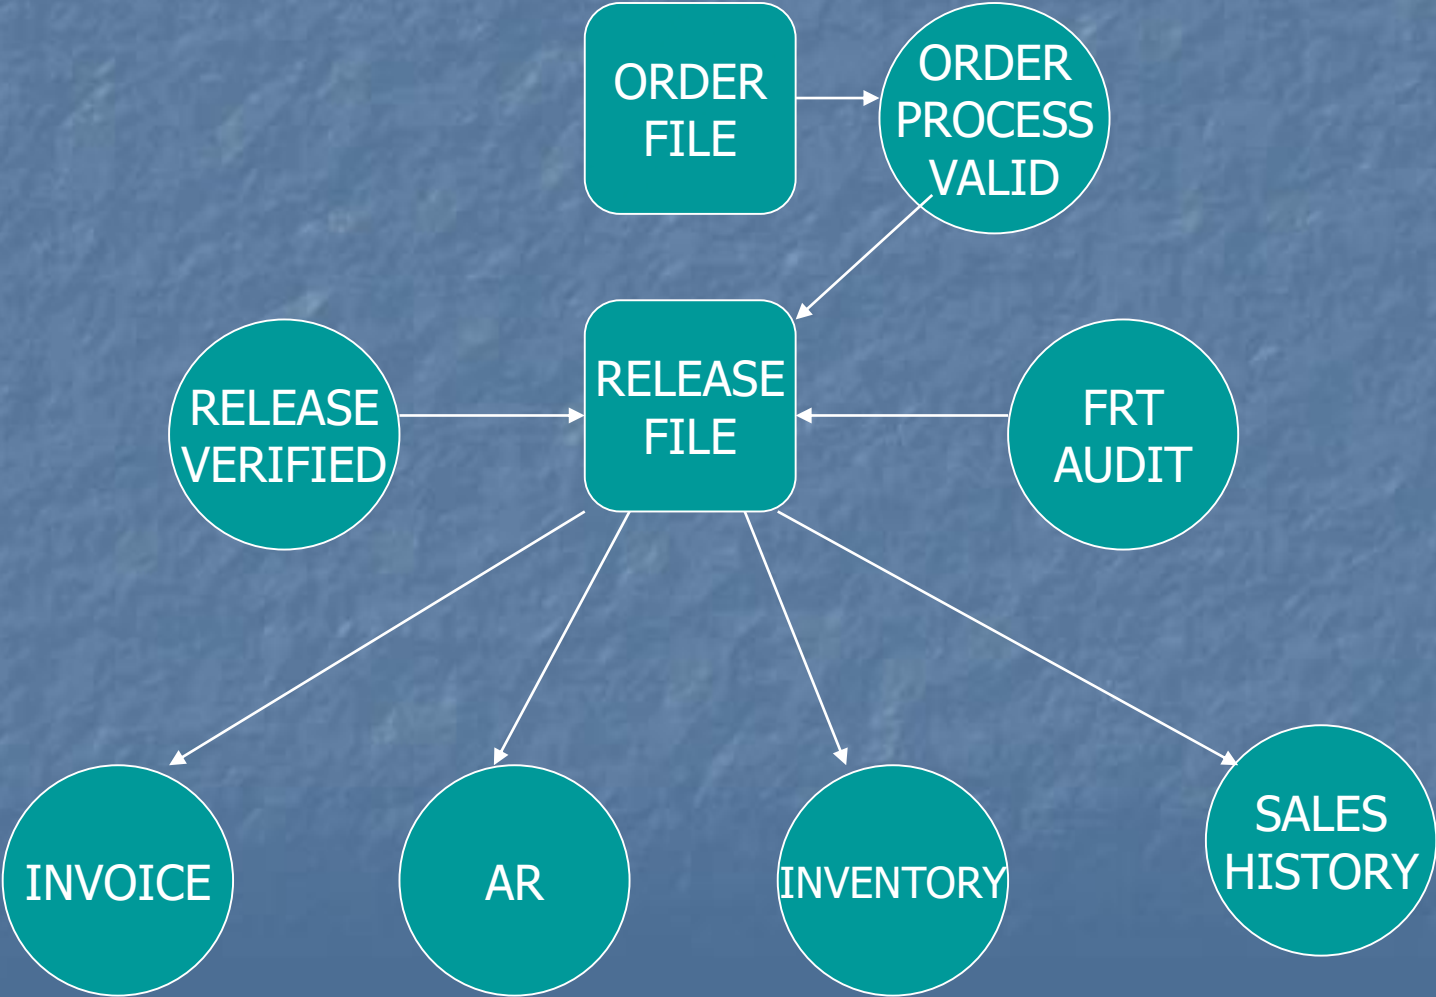 ORDER
FILE
ORDER
PROCESS
VALID
RELEASE
VERIFIED
RELEASE
FILE
FRT
AUDIT
INVOICE
AR
INVENTORY
SALES
HISTORY